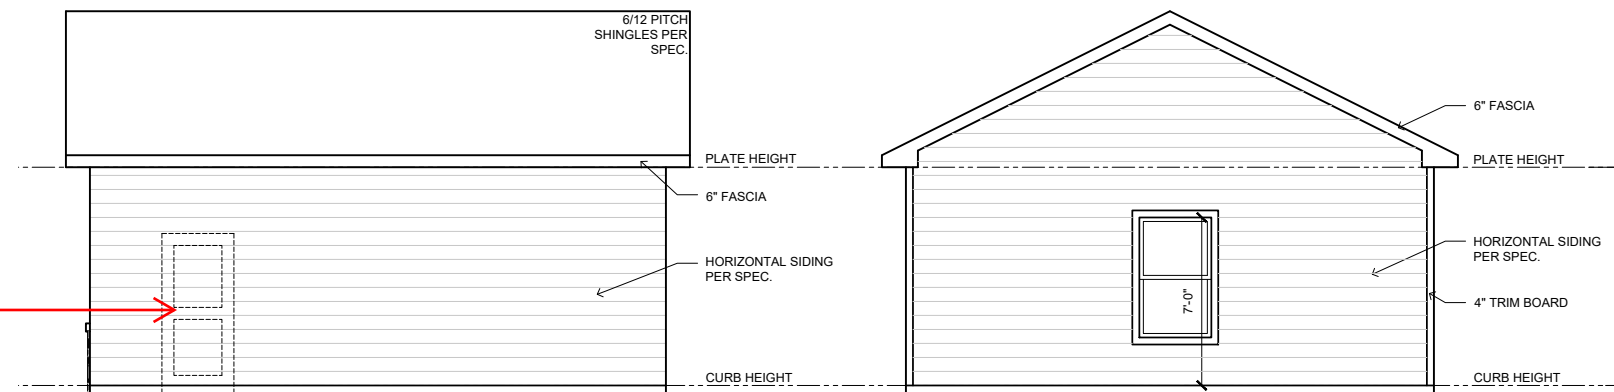 6/12 PITCH
SHINGLES PER
SPEC.
PLATE HEIGHT
6" FASCIA
HORIZONTAL SIDING
PER SPEC.
CURB HEIGHT
6" FASCIA
PLATE HEIGHT
HORIZONTAL SIDING
PER SPEC.
4" TRIM BOARD
7'-0"
CURB HEIGHT